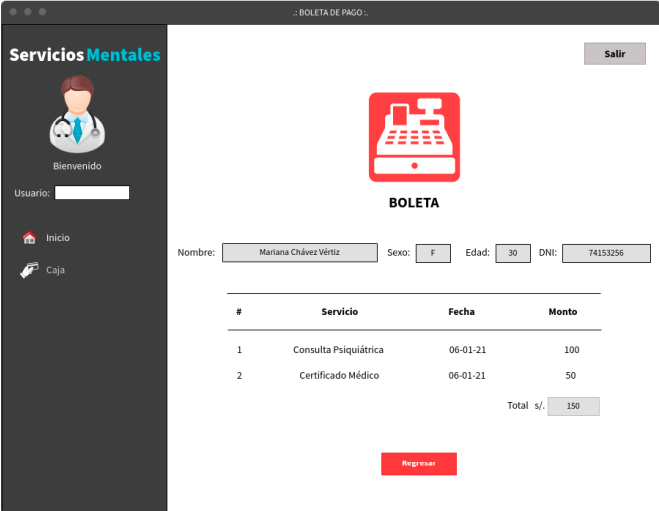 .: BOLETA DE PAGO :.
Servicios Mentales
Bienvenido
Usuario:
Inicio
Caja
Salir
BOLETA
Nombre: Mariana Chávez Vértiz Sexo: F Edad: 30 DNI: 74153256
# Servicio Fecha Monto
1 Consulta Psiquiátrica 06-01-21 100
2 Certificado Médico 06-01-21 50
Total s/. 150
Regresar